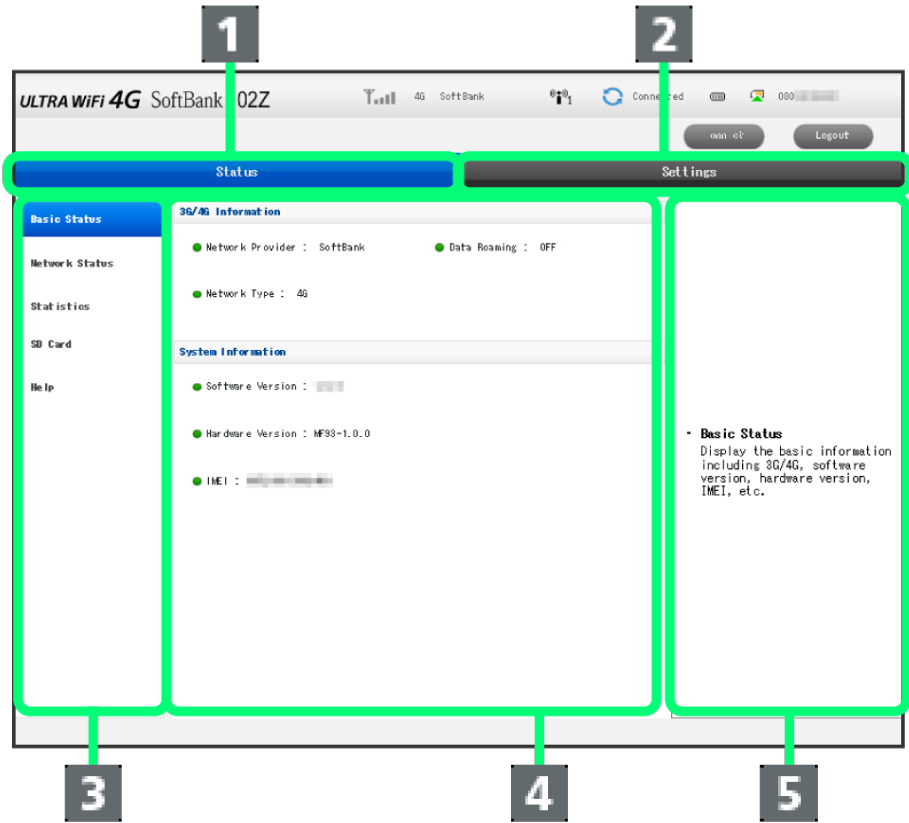 1 2
ULTRA WiFi 4G SoftBank 02Z 4G SoftBank 1 Connected 080
Logout
Status Settings
Basic Status
Network Status
Statistics
SD Card
Help
3G/4G Information
Network Provider : SoftBank Data Roaming : OFF
Network Type : 4G
System Information
Software Version :
Hardware Version : MF93-1.0.0
IMEI :
· Basic Status
Display the basic information
including 3G/4G, software
version, hardware version,
IMEI, etc.
3 4 5